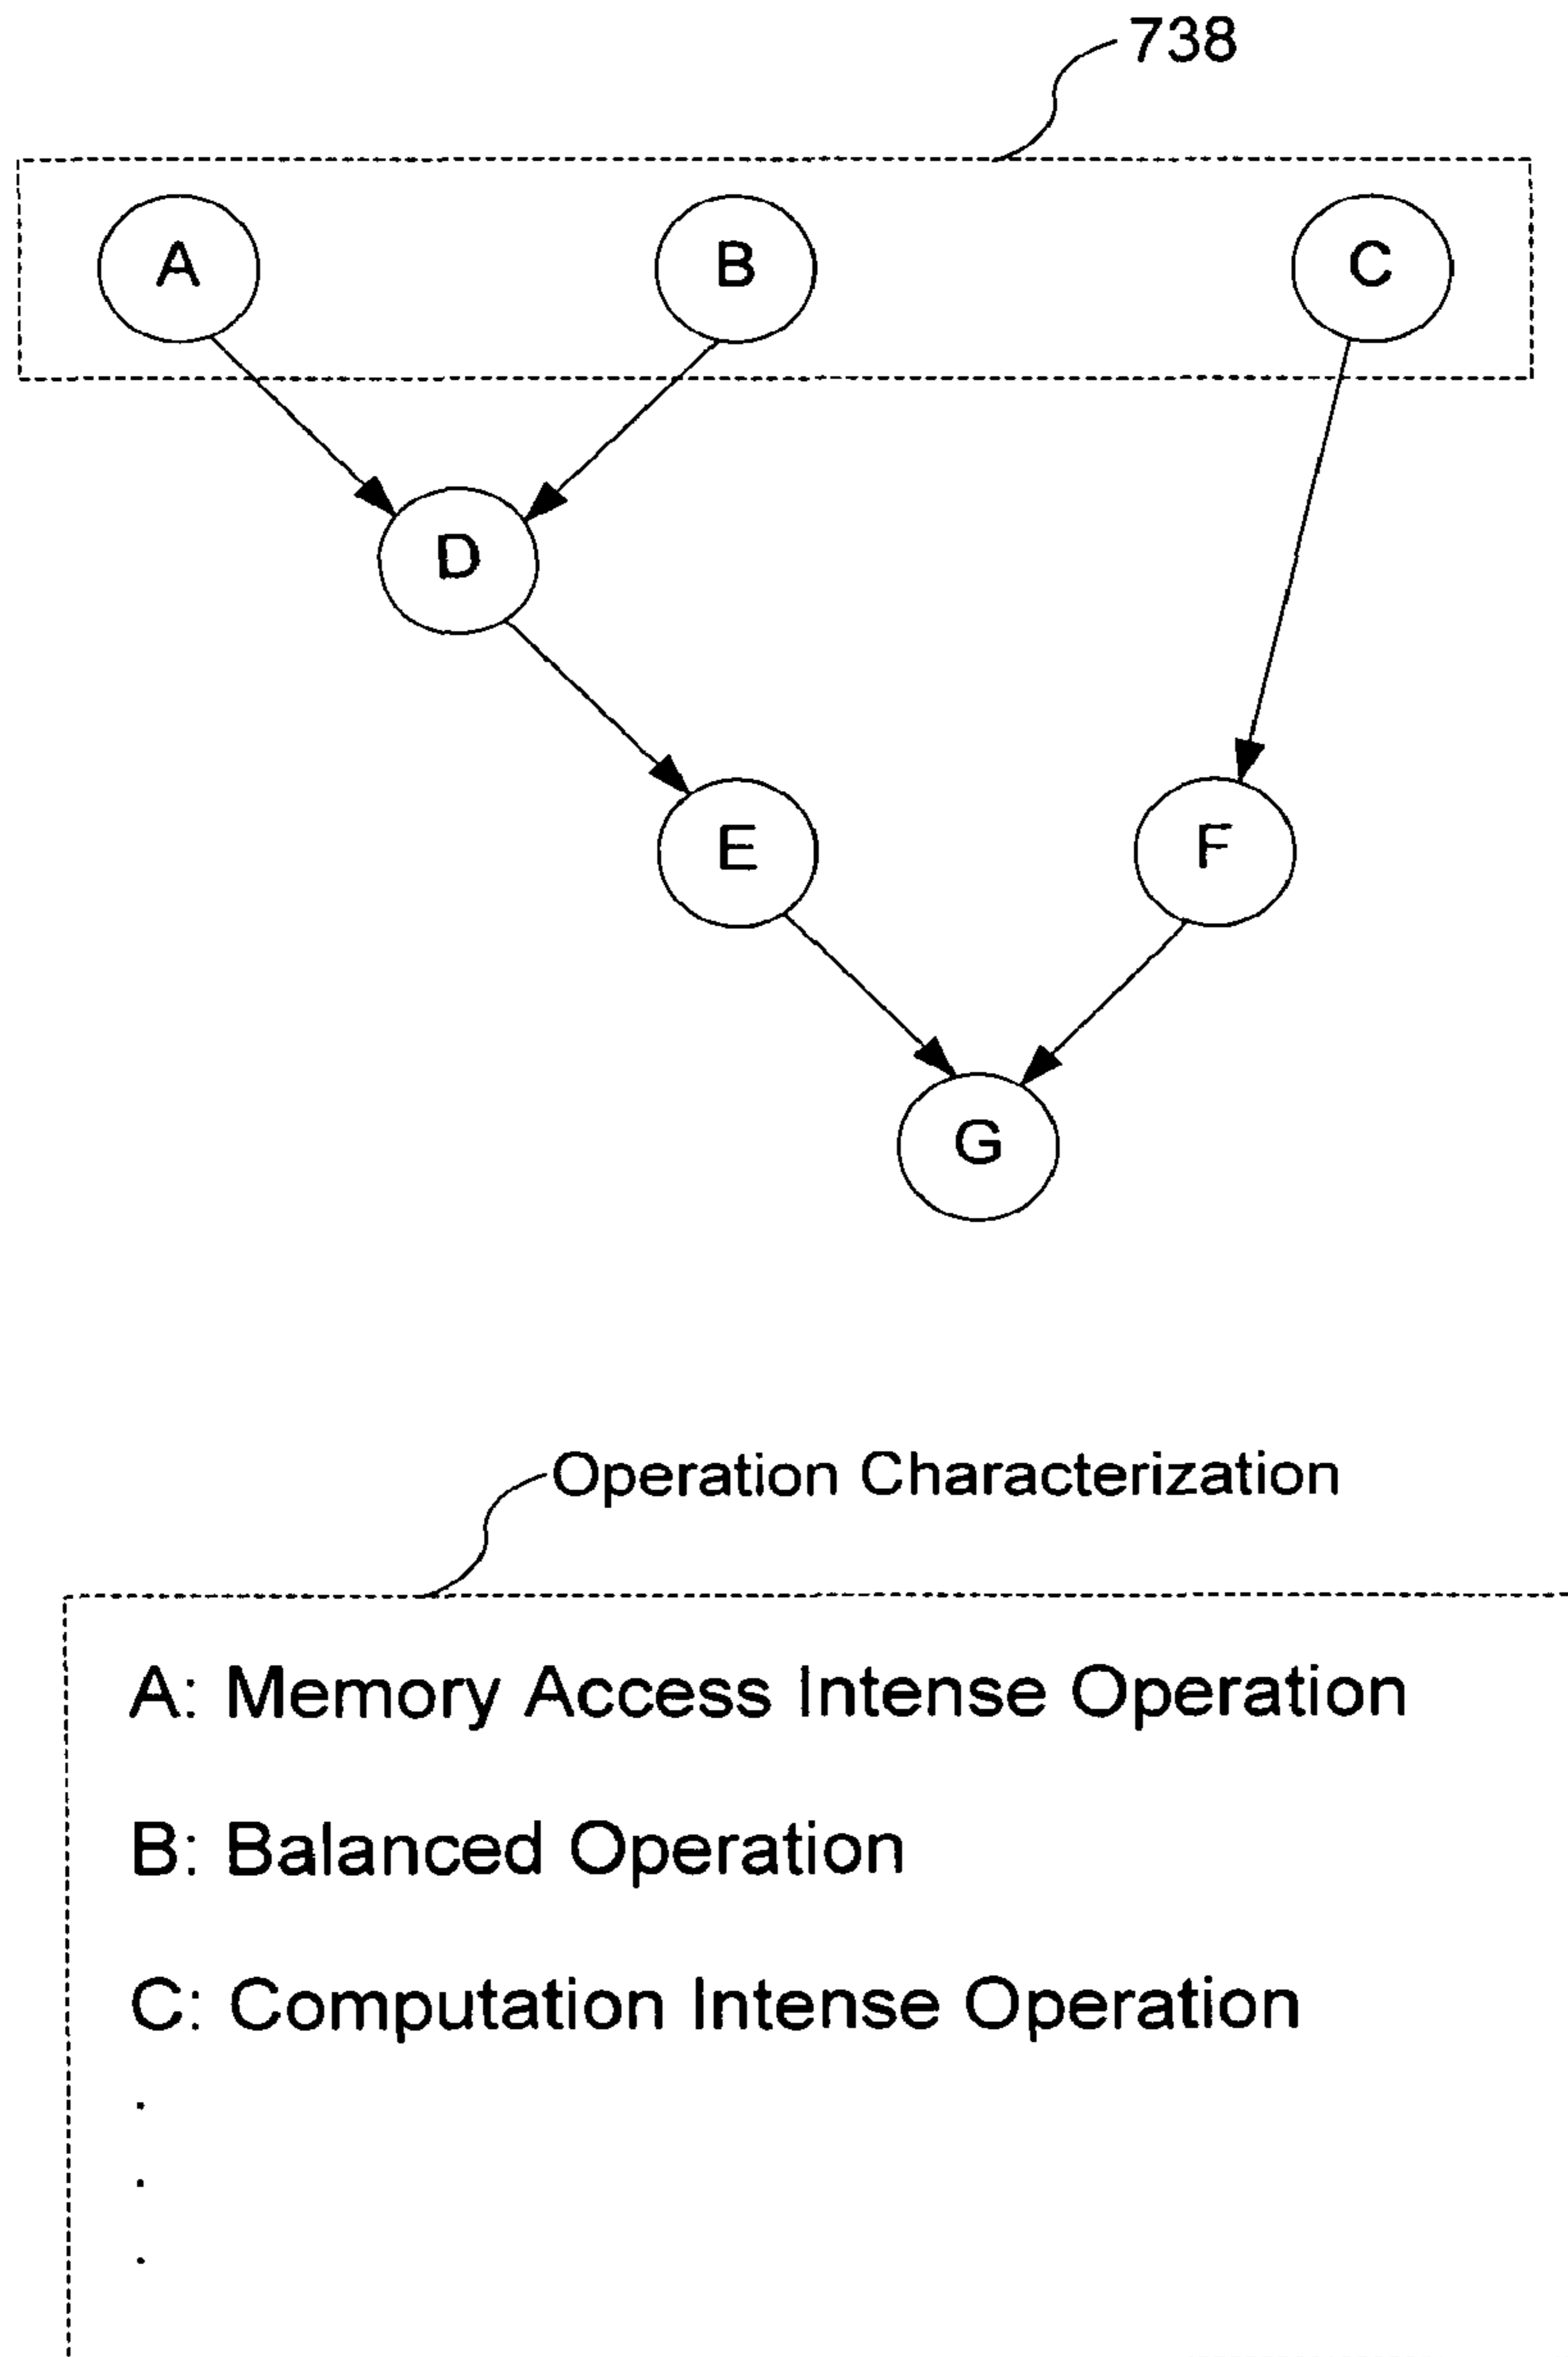 738
A
B
C
D
E
F
G
Operation Characterization
A: Memory Access Intense Operation
B: Balanced Operation
C: Computation Intense Operation
.
.
.